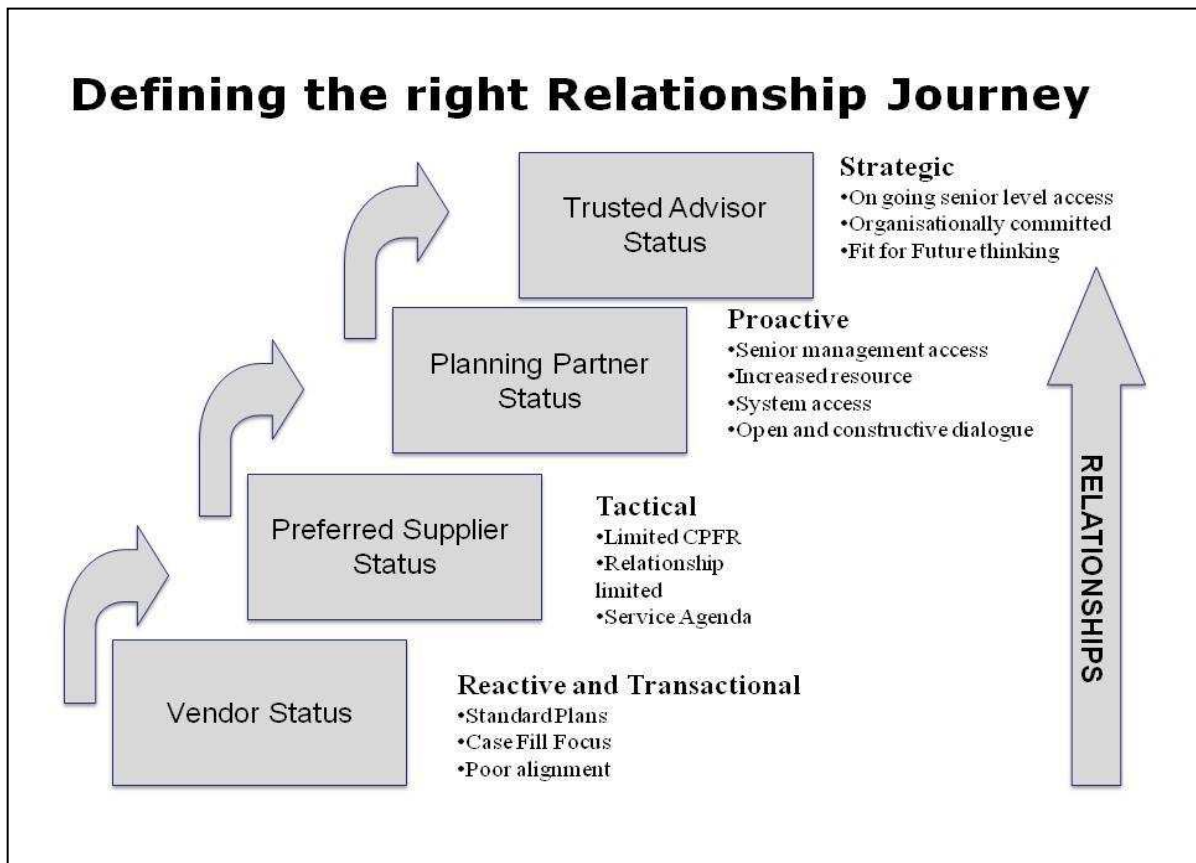 Defining the right Relationship Journey
Trusted Advisor
Status
Strategic
•On going senior level access
•Organisationally committed
•Fit for Future thinking
Planning Partner
Status
Proactive
•Senior management access
•Increased resource
•System access
•Open and constructive dialogue
Preferred Supplier
Status
Tactical
•Limited CPFR
•Relationship
limited
•Service Agenda
Vendor Status
Reactive and Transactional
•Standard Plans
•Case Fill Focus
•Poor alignment
RELATIONSHIPS